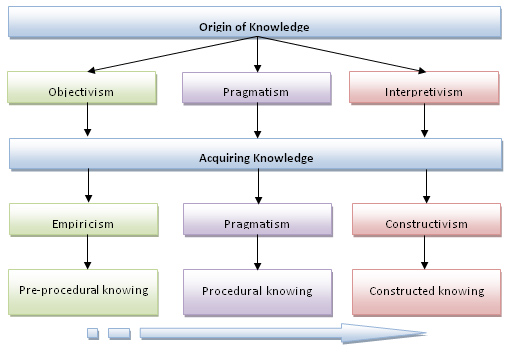 Origin of Knowledge
Objectivism
Pragmatism
Interpretivism
Acquiring Knowledge
Empiricism
Pragmatism
Constructivism
Pre-procedural knowing
Procedural knowing
Constructed knowing